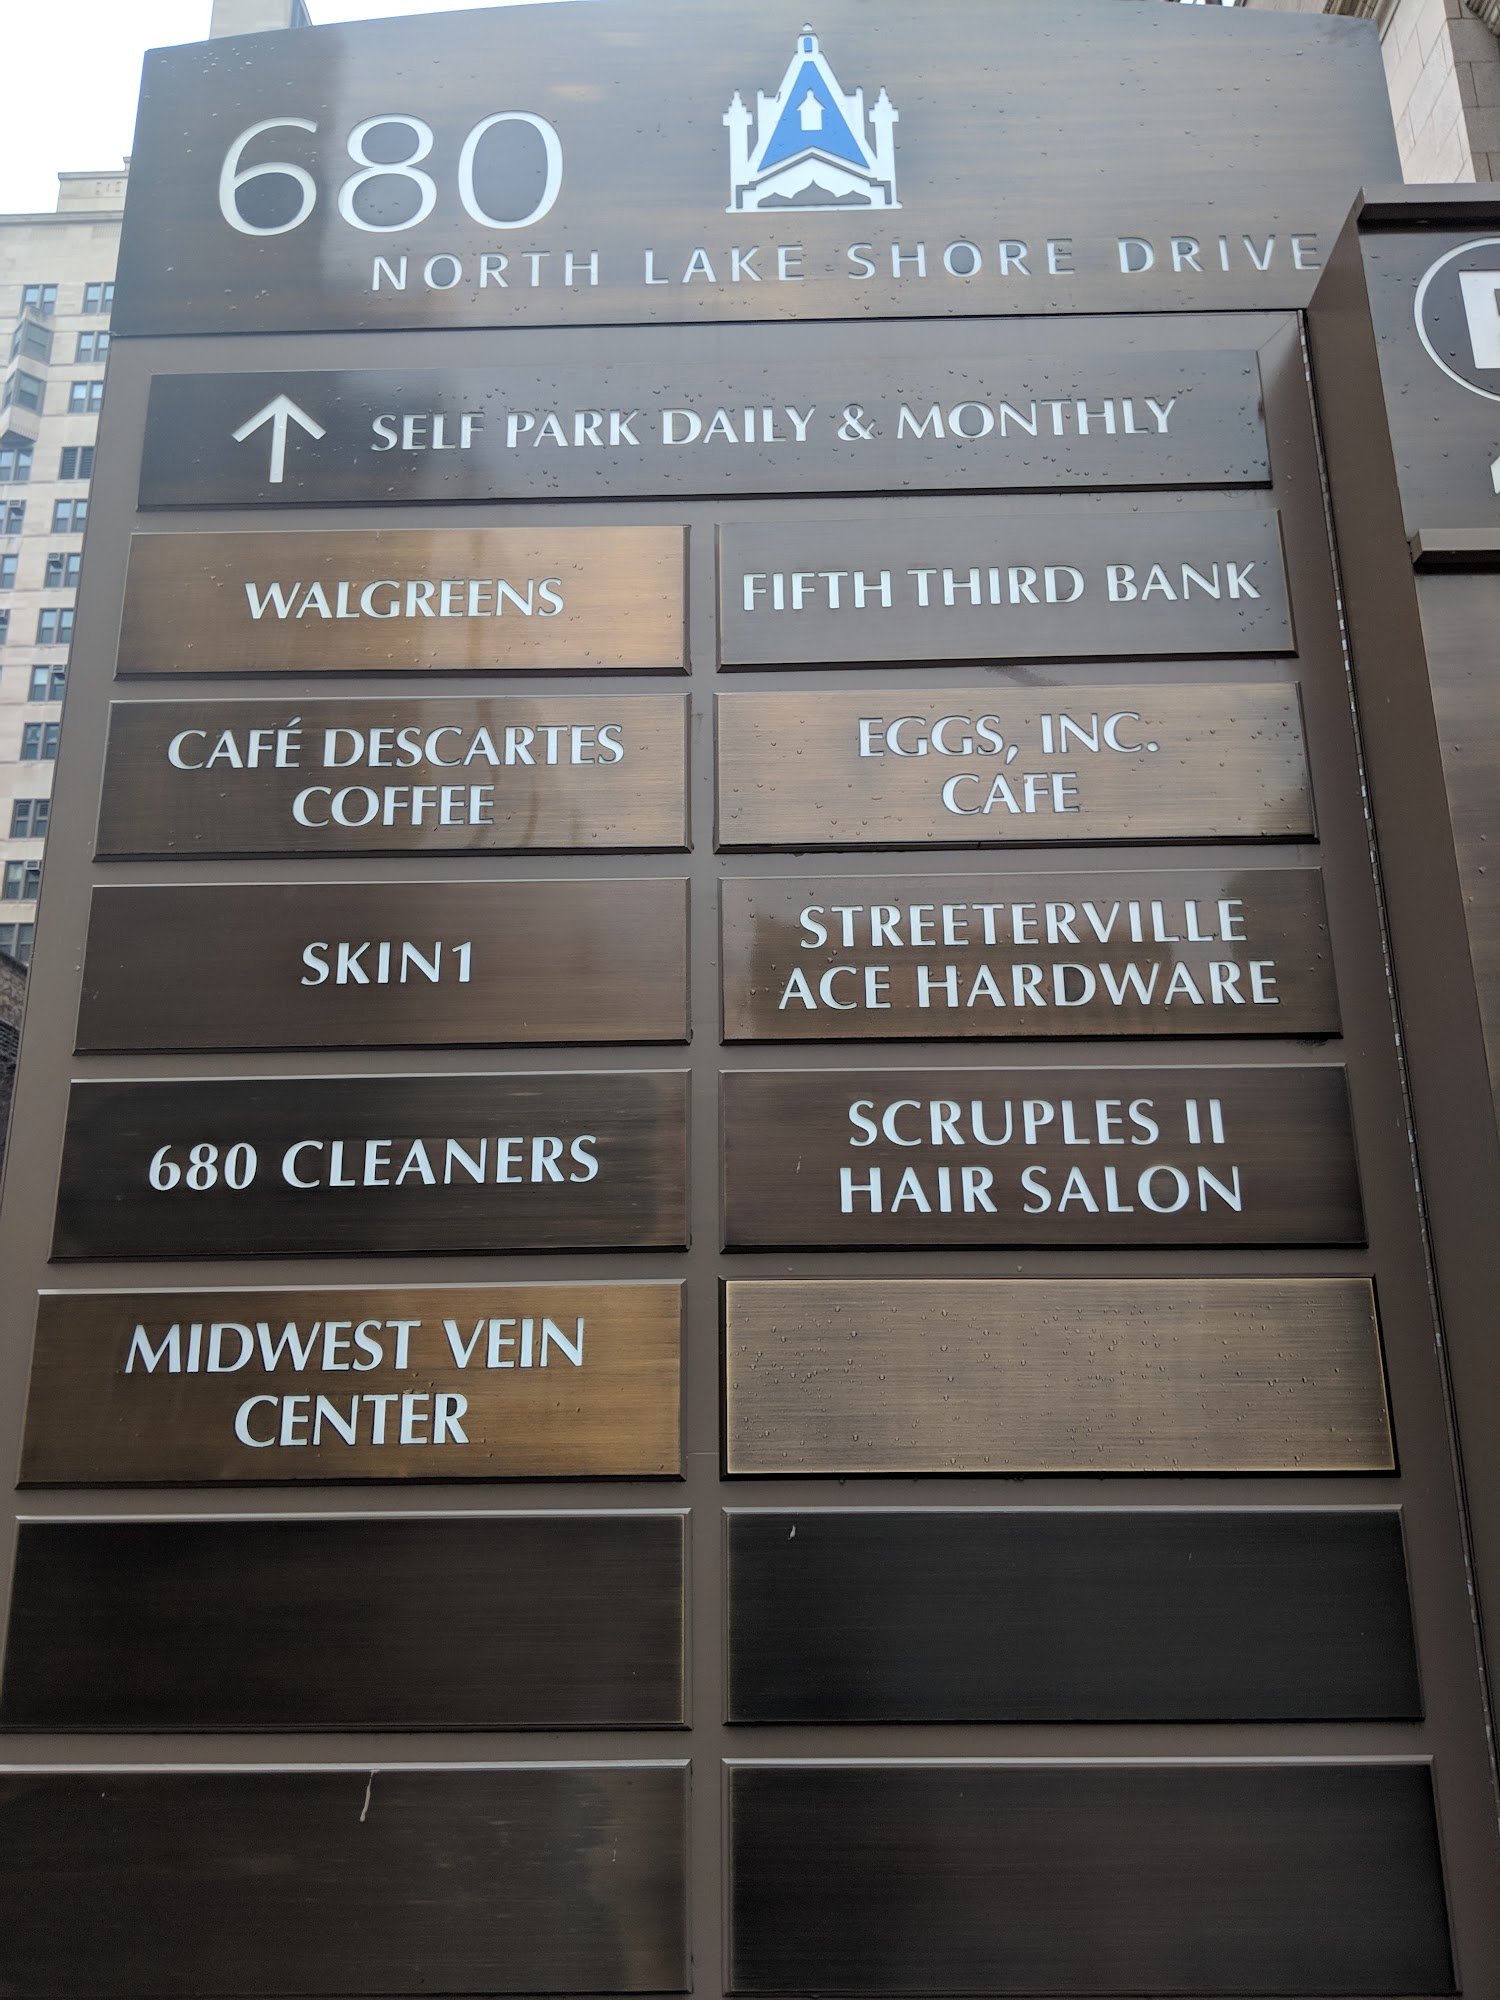 680
NORTH LAKE SHORE DRIVE
SELF PARK DAILY & MONTHLY
WALGREENS
FIFTH THIRD BANK
CAFÉ DESCARTES
COFFEE
EGGS, INC.
CAFE
SKIN1
STREETERVILLE
ACE HARDWARE
680 CLEANERS
SCRUPLES II
HAIR SALON
MIDWEST VEIN
CENTER